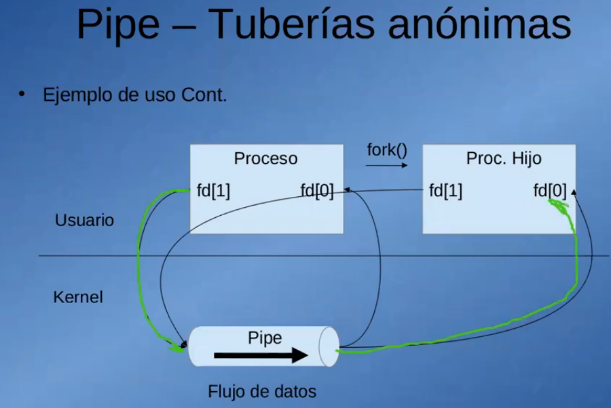 Pipe – Tuberías anónimas
• Ejemplo de uso Cont.
fork()
Proceso
Proc. Hijo
fd[1]
fd[0]
fd[1]
fd[0]
Usuario
Kernel
Pipe
Flujo de datos